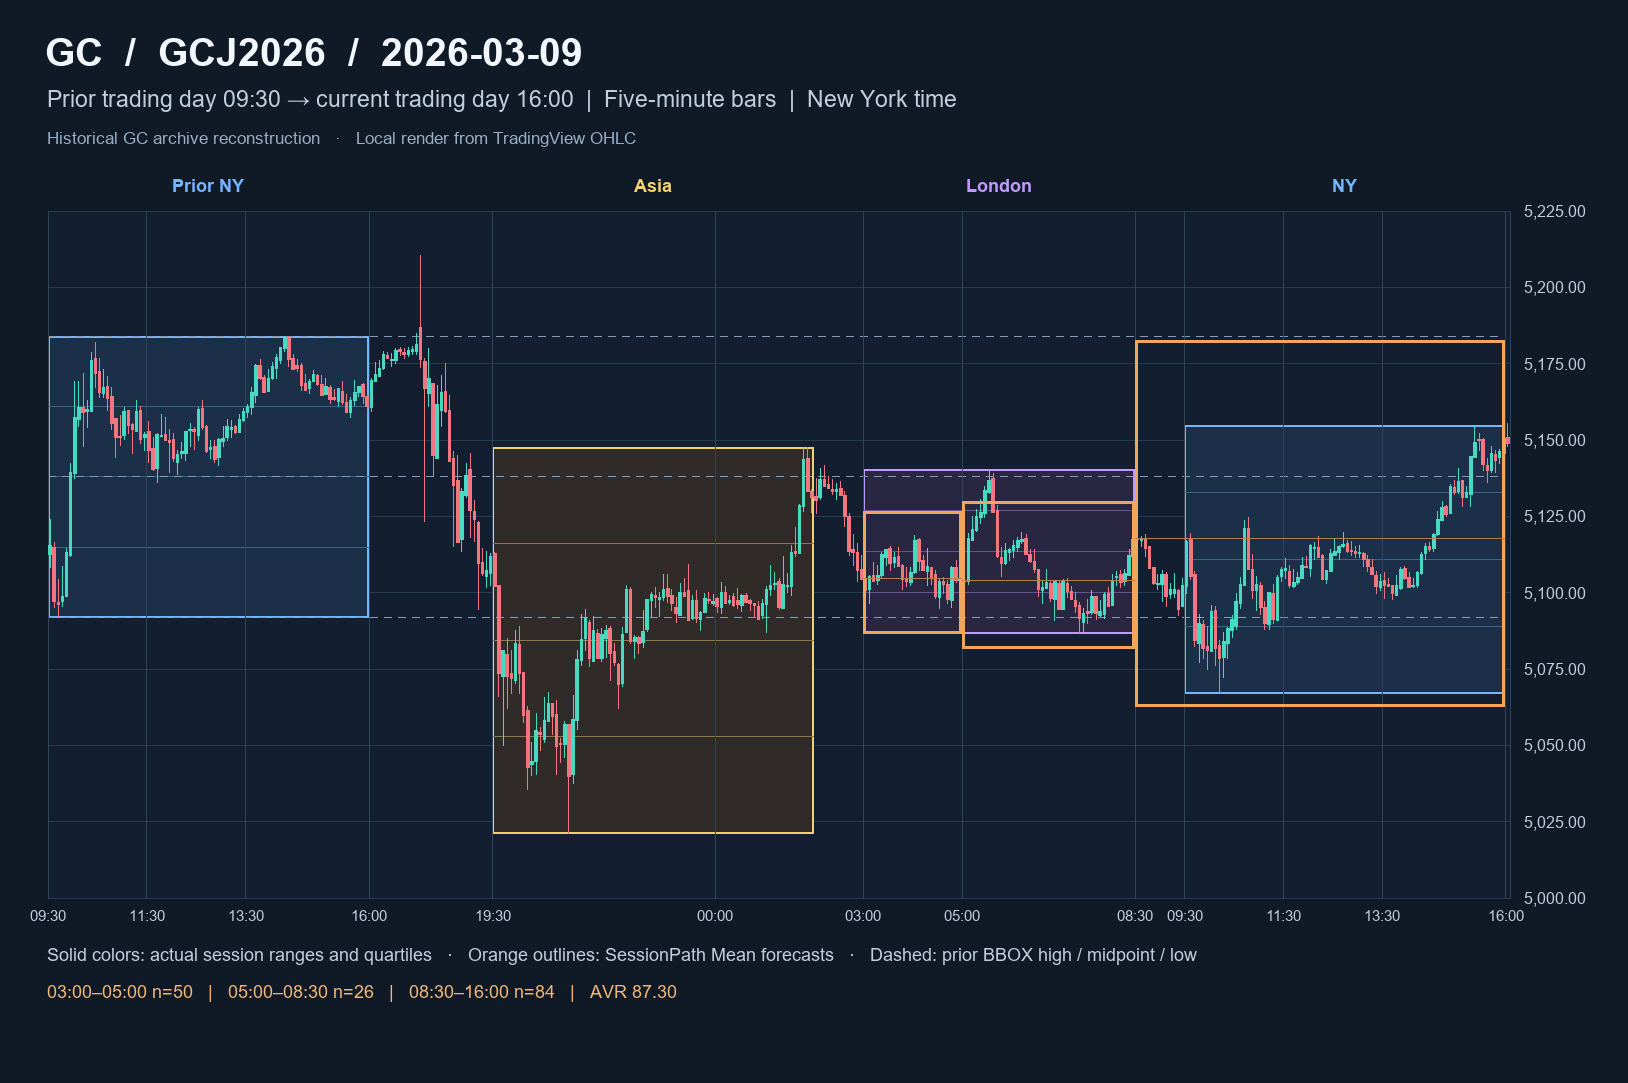 GC / GCJ2026 / 2026-03-09
Prior trading day 09:30 → current trading day 16:00 | Five-minute bars | New York time
Historical GC archive reconstruction · Local render from TradingView OHLC
Prior NY Asia London NY
5,225.00
5,200.00
5,175.00
5,150.00
5,125.00
5,100.00
5,075.00
5,050.00
5,025.00
5,000.00
09:30 11:30 13:30 16:00 19:30 00:00 03:00 05:00 08:30 09:30 11:30 13:30 16:00
Solid colors: actual session ranges and quartiles · Orange outlines: SessionPath Mean forecasts · Dashed: prior BBOX high / midpoint / low
03:00–05:00 n=50 | 05:00–08:30 n=26 | 08:30–16:00 n=84 | AVR 87.30